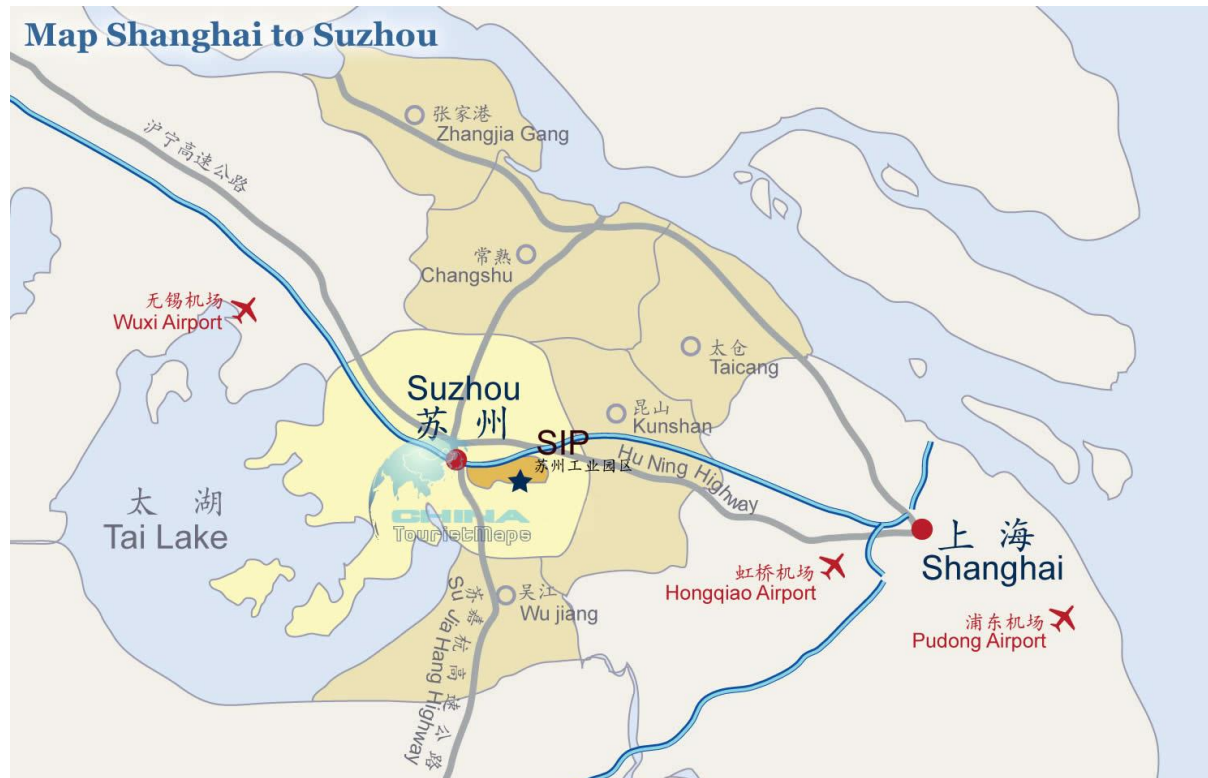 Map Shanghai to Suzhou
张家港
Zhangjia Gang
沪宁高速公路
常熟
Changshu
无锡机场
Wuxi Airport
太仓
Taicang
Suzhou
苏州
昆山
Kunshan
SIP
苏州工业园区
Hu Ning Highway
太湖
Tai Lake
CHINA
TouristMaps
上海
Shanghai
虹桥机场
Hongqiao Airport
吴江
Wu jiang
浦东机场
Pudong Airport
苏嘉杭高速公路
Su Jia Hang Highway